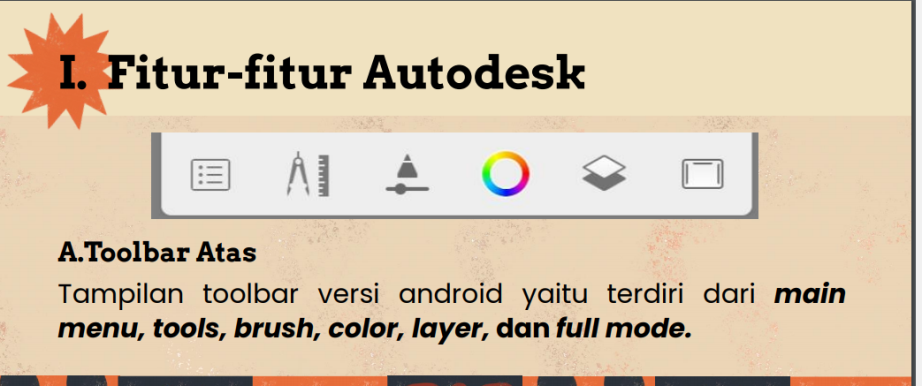 I. Fitur-fitur Autodesk
A.Toolbar Atas
Tampilan toolbar versi android yaitu terdiri dari main
menu, tools, brush, color, layer, dan full mode.